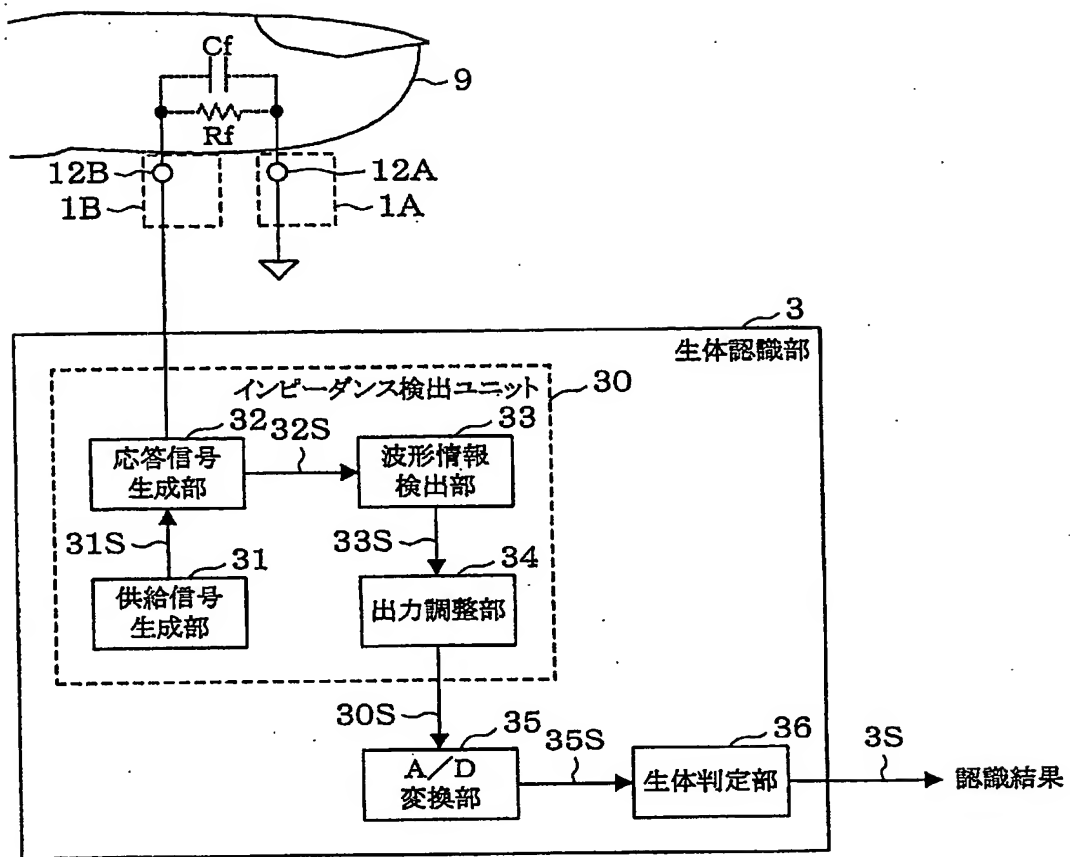 Cf
9
Rf
12B
12A
1B
1A
3
生体認識部
インピーダンス検出ユニット
30
32
32S
33
応答信号
生成部
波形情報
検出部
31S
31
33S
34
供給信号
生成部
出力調整部
30S
35
35S
36
3S
A/D
変換部
生体判定部
認識結果